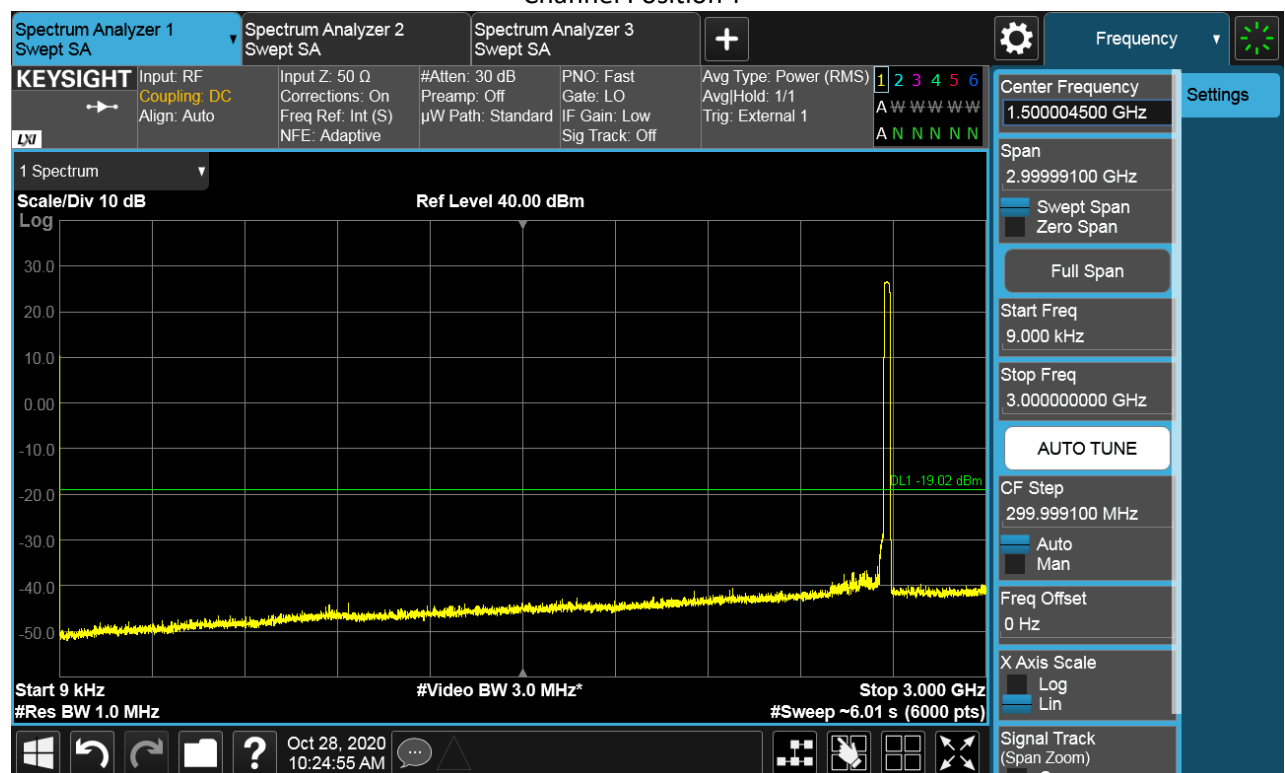 Spectrum Analyzer 1
Swept SA
Spectrum Analyzer 2
Swept SA
Spectrum Analyzer 3
Swept SA
Frequency
KEYSIGHT
LXI
Input: RF
Coupling: DC
Align: Auto
Input Z: 50 Ω
Corrections: On
Freq Ref: Int (S)
NFE: Adaptive
#Atten: 30 dB
Preamp: Off
µW Path: Standard
PNO: Fast
Gate: LO
IF Gain: Low
Sig Track: Off
Avg Type: Power (RMS)
Avg|Hold: 1/1
Trig: External 1
1 2 3 4 5 6
A W W W W W
A N N N N N
1 Spectrum
Scale/Div 10 dB
Ref Level 40.00 dBm
Log
30.0
20.0
10.0
0.00
-10.0
DL1 -19.02 dBm
-20.0
-30.0
-40.0
-50.0
Start 9 kHz
#Video BW 3.0 MHz*
Stop 3.000 GHz
#Res BW 1.0 MHz
#Sweep ~6.01 s (6000 pts)
?
Oct 28, 2020
10:24:55 AM
Center Frequency
1.500004500 GHz
Settings
Span
2.99999100 GHz
Swept Span
Zero Span
Full Span
Start Freq
9.000 kHz
Stop Freq
3.000000000 GHz
AUTO TUNE
CF Step
299.999100 MHz
Auto
Man
Freq Offset
0 Hz
X Axis Scale
Log
Lin
Signal Track
(Span Zoom)